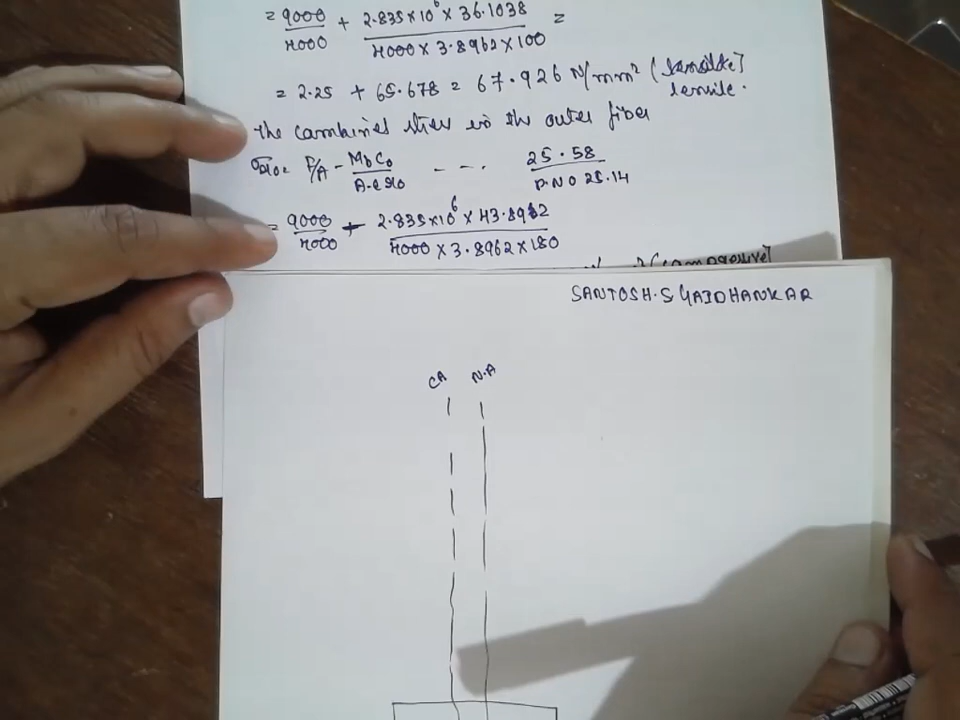 = 9000/4000 + 2.835×10⁶ × 36.1038 / 4000 × 3.8962 × 100 =
= 2.25 + 65.678 = 67.926 N/mm² (tensile)
The combined stress in the outer fiber
σro = P/A - MbCo/A.e.ro --- 25.58 / P.NO 25.14
= 9000/4000 - 2.835×10⁶ × 43.8962 / 4000 × 3.8962 × 180
(compressive)
SANTOSH.S GAIDHANKAR
CA N.A